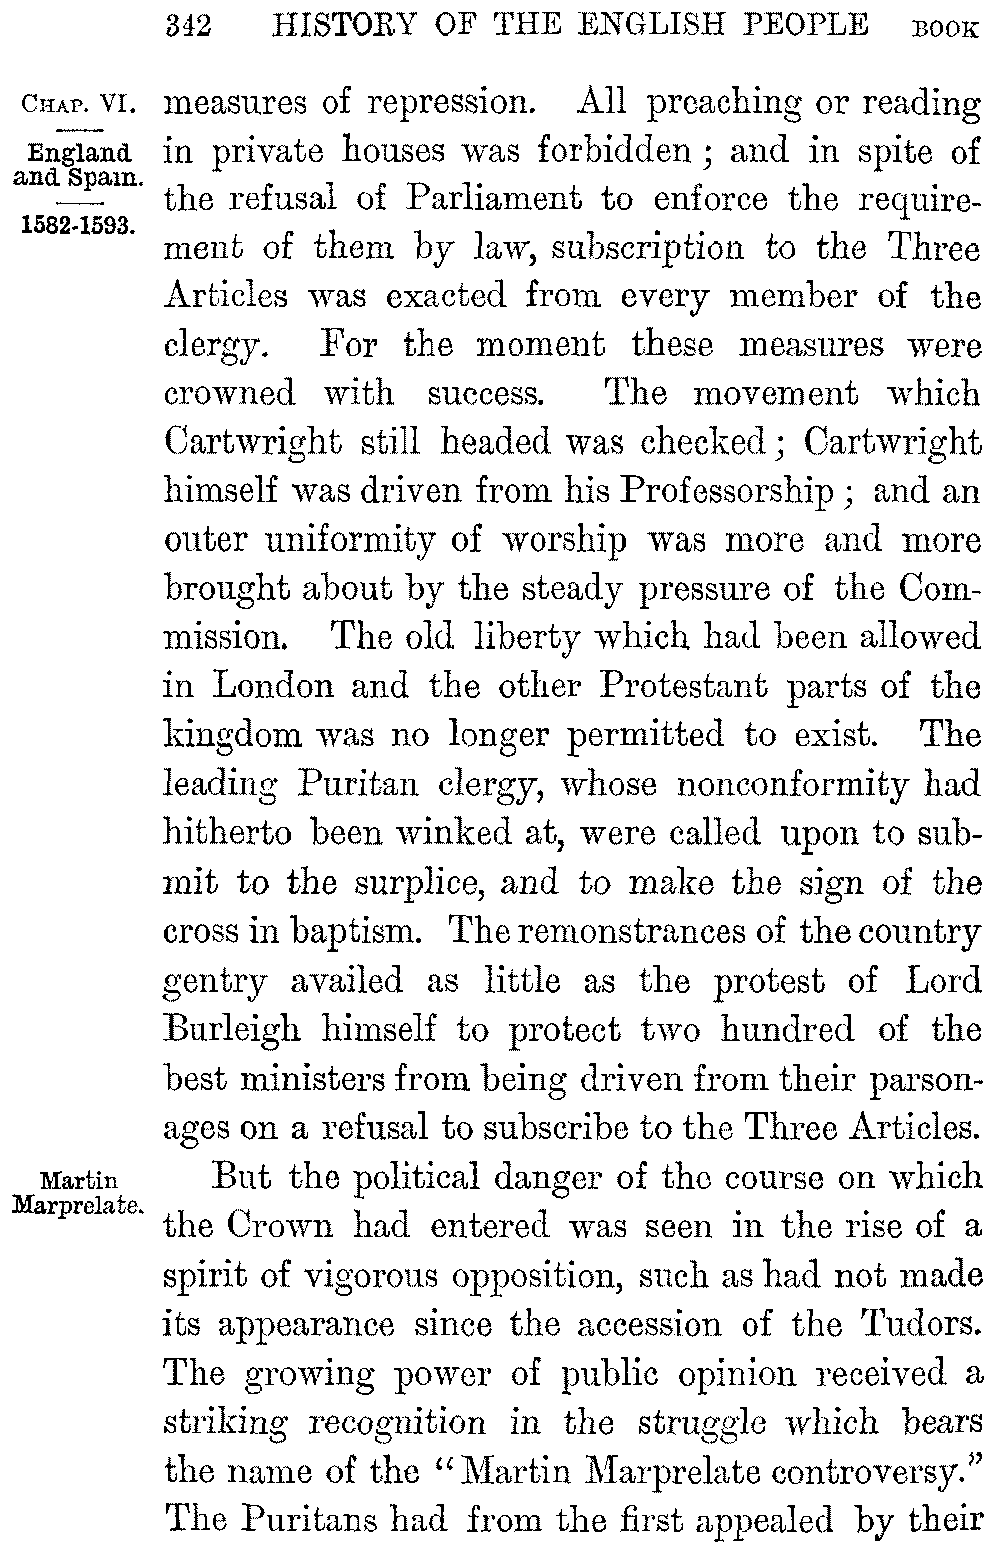 342 HISTORY OF THE ENGLISH PEOPLE BOOK
CHAP. VI.
England
and Spain.
1582-1593.
measures of repression. All preaching or reading
in private houses was forbidden ; and in spite of
the refusal of Parliament to enforce the require-
ment of them by law, subscription to the Three
Articles was exacted from every member of the
clergy. For the moment these measures were
crowned with success. The movement which
Cartwright still headed was checked ; Cartwright
himself was driven from his Professorship ; and an
outer uniformity of worship was more and more
brought about by the steady pressure of the Com-
mission. The old liberty which had been allowed
in London and the other Protestant parts of the
kingdom was no longer permitted to exist. The
leading Puritan clergy, whose nonconformity had
hitherto been winked at, were called upon to sub-
mit to the surplice, and to make the sign of the
cross in baptism. The remonstrances of the country
gentry availed as little as the protest of Lord
Burleigh himself to protect two hundred of the
best ministers from being driven from their parson-
ages on a refusal to subscribe to the Three Articles.
Martin
Marprelate.
But the political danger of the course on which
the Crown had entered was seen in the rise of a
spirit of vigorous opposition, such as had not made
its appearance since the accession of the Tudors.
The growing power of public opinion received a
striking recognition in the struggle which bears
the name of the "Martin Marprelate controversy."
The Puritans had from the first appealed by their